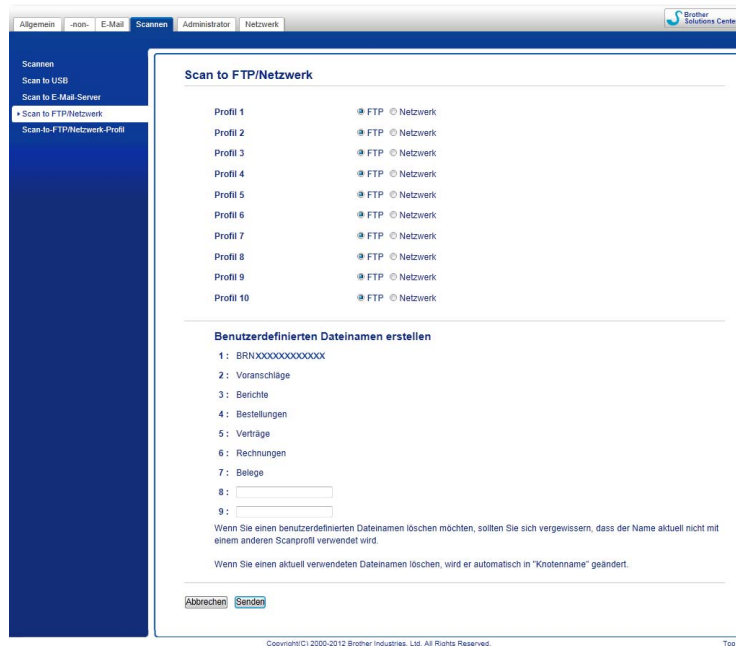 Allgemein -non- E-Mail Scannen Administrator Netzwerk
Brother
Solutions Center
Scannen
Scan to USB
Scan to E-Mail-Server
Scan to FTP/Netzwerk
Scan-to-FTP/Netzwerk-Profil
Scan to FTP/Netzwerk
Profil 1 FTP Netzwerk
Profil 2 FTP Netzwerk
Profil 3 FTP Netzwerk
Profil 4 FTP Netzwerk
Profil 5 FTP Netzwerk
Profil 6 FTP Netzwerk
Profil 7 FTP Netzwerk
Profil 8 FTP Netzwerk
Profil 9 FTP Netzwerk
Profil 10 FTP Netzwerk
Benutzerdefinierten Dateinamen erstellen
1 : BRNXXXXXXXXXXXX
2 : Voranschläge
3 : Berichte
4 : Bestellungen
5 : Verträge
6 : Rechnungen
7 : Belege
8 :
9 :
Wenn Sie einen benutzerdefinierten Dateinamen löschen möchten, sollten Sie sich vergewissern, dass der Name aktuell nicht mit
einem anderen Scanprofil verwendet wird.
Wenn Sie einen aktuell verwendeten Dateinamen löschen, wird er automatisch in "Knotenname" geändert.
Abbrechen Senden
Copyright(C) 2000-2012 Brother Industries, Ltd. All Rights Reserved.
Top